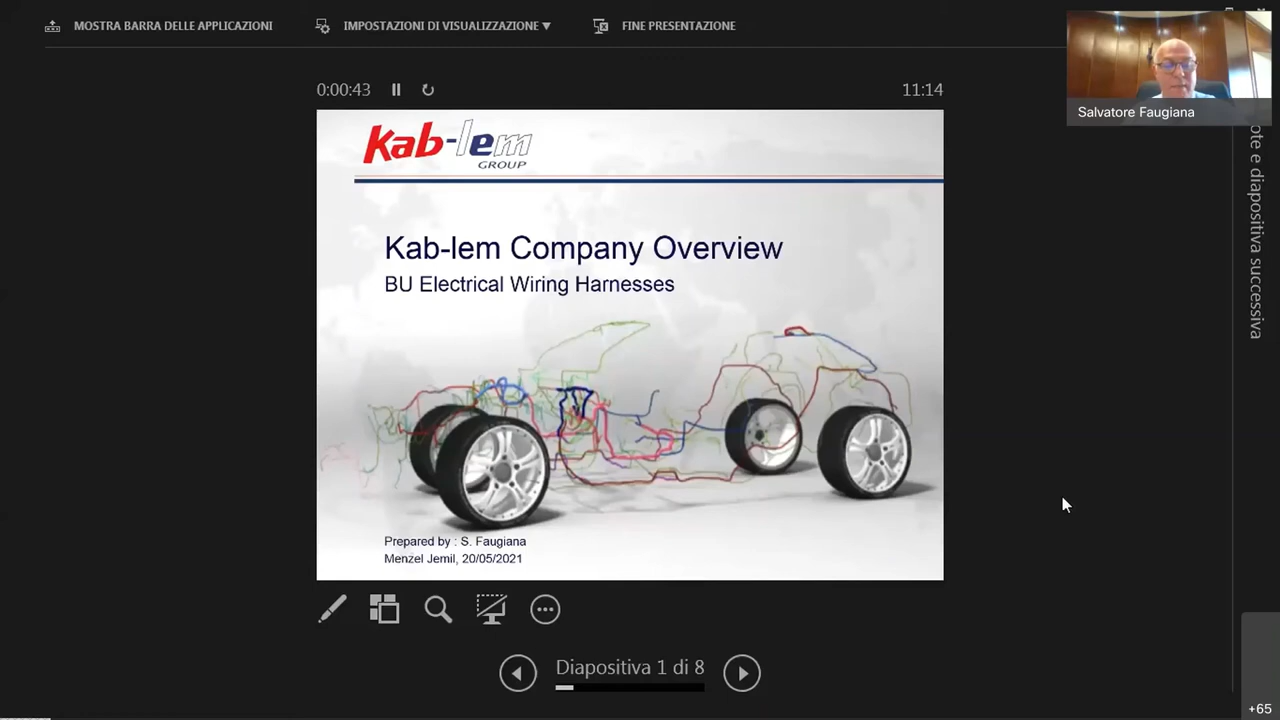 MOSTRA BARRA DELLE APPLICAZIONI
IMPOSTAZIONI DI VISUALIZZAZIONE ▼
FINE PRESENTAZIONE
Salvatore Faugiana
0:00:43
11:14
Kab-lem
GROUP
Kab-lem Company Overview
BU Electrical Wiring Harnesses
Prepared by : S. Faugiana
Menzel Jemil, 20/05/2021
Diapositiva 1 di 8
e diapositiva successiva
+65